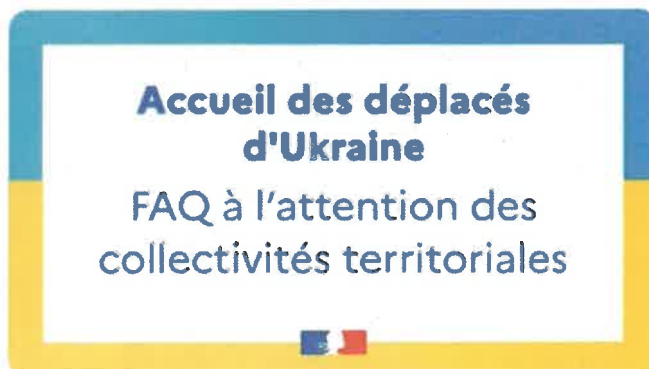 Accueil des déplacés
d'Ukraine
FAQ à l'attention des
collectivités territoriales